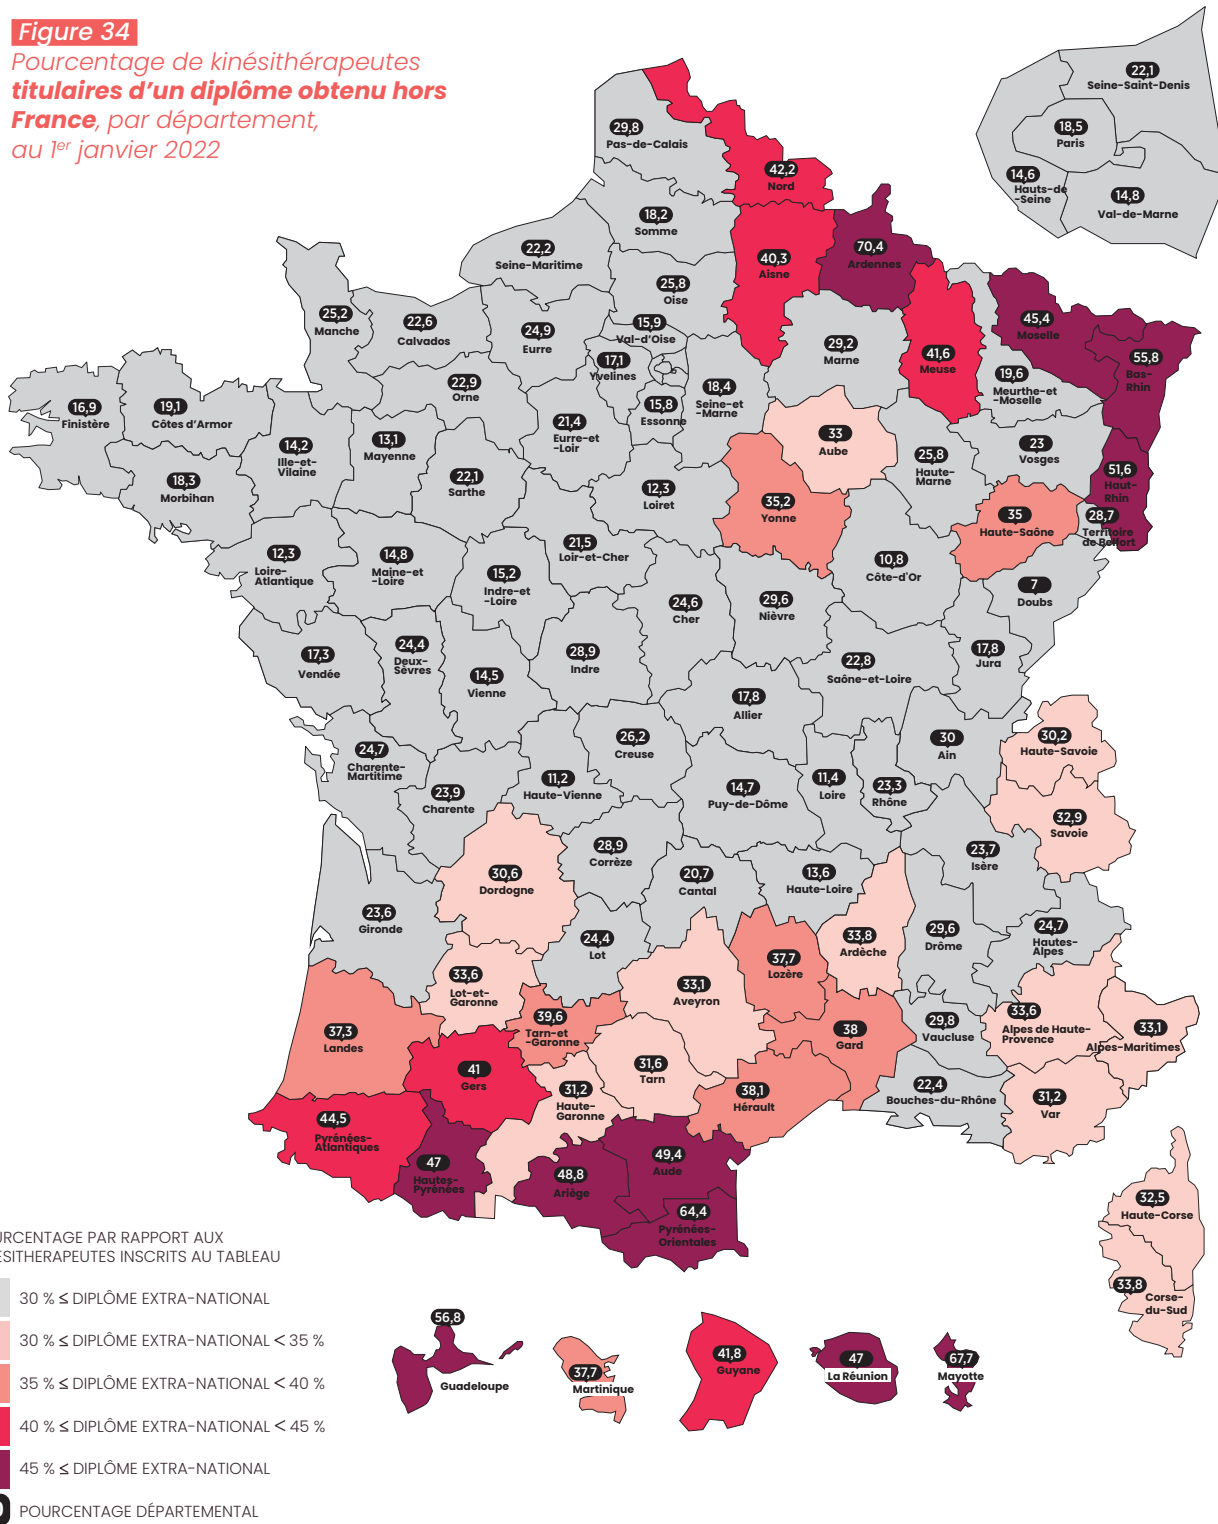 Figure 34
Pourcentage de kinésithérapeutes
titulaires d'un diplôme obtenu hors
France, par département,
au 1er janvier 2022
22,1
Seine-Saint-Denis
18,5
Paris
14,6
Hauts-de
-Seine
14,8
Val-de-Marne
29,8
Pas-de-Calais
42,2
Nord
18,2
Somme
22,2
Seine-Maritime
40,3
Aisne
70,4
Ardennes
25,8
Oise
25,2
Manche
22,6
Calvados
24,9
Eurre
15,9
Val-d'Oise
29,2
Marne
41,6
Meuse
45,4
Moselle
55,8
Bas-
Rhin
17,1
Yvelines
22,9
Orne
18,4
Seine-et
-Marne
19,6
Meurthe-et
-Moselle
15,8
Essonne
16,9
Finistère
19,1
Côtes d'Armor
14,2
Ille-et-
Vilaine
13,1
Mayenne
21,4
Eurre-et
-Loir
33
Aube
25,8
Haute-
Marne
23
Vosges
18,3
Morbihan
22,1
Sarthe
12,3
Loiret
35,2
Yonne
51,6
Haut-
Rhin
35
Haute-Saône
28,7
Territoire
de Belfort
12,3
Loire-
Atlantique
14,8
Maine-et
-Loire
21,5
Loir-et-Cher
15,2
Indre-et
-Loire
10,8
Côte-d'Or
7
Doubs
24,6
Cher
29,6
Nièvre
17,3
Vendée
24,4
Deux-
Sèvres
14,5
Vienne
28,9
Indre
22,8
Saône-et-Loire
17,8
Jura
17,8
Allier
24,7
Charente-
Martitime
26,2
Creuse
30
Ain
30,2
Haute-Savoie
23,9
Charente
11,2
Haute-Vienne
14,7
Puy-de-Dôme
11,4
Loire
23,3
Rhône
32,9
Savoie
30,6
Dordogne
28,9
Corrèze
20,7
Cantal
13,6
Haute-Loire
23,7
Isère
23,6
Gironde
24,4
Lot
33,8
Ardèche
29,6
Drôme
24,7
Hautes-
Alpes
33,6
Lot-et-
Garonne
33,1
Aveyron
37,7
Lozère
37,3
Landes
39,6
Tarn-et
-Garonne
38
Gard
29,8
Vaucluse
33,6
Alpes de Haute-
Provence
33,1
Alpes-Maritimes
41
Gers
31,2
Haute-
Garonne
31,6
Tarn
38,1
Hérault
22,4
Bouches-du-Rhône
31,2
Var
44,5
Pyrénées-
Atlantiques
47
Hautes-
Pyrénées
48,8
Ariège
49,4
Aude
64,4
Pyrénées-
Orientales
32,5
Haute-Corse
33,8
Corse-
du-Sud
URCENTAGE PAR RAPPORT AUX
ÉSITHERAPEUTES INSCRITS AU TABLEAU
30 % ≤ DIPLÔME EXTRA-NATIONAL
30 % ≤ DIPLÔME EXTRA-NATIONAL < 35 %
35 % ≤ DIPLÔME EXTRA-NATIONAL < 40 %
40 % ≤ DIPLÔME EXTRA-NATIONAL < 45 %
45 % ≤ DIPLÔME EXTRA-NATIONAL
POURCENTAGE DÉPARTEMENTAL
56,8
Guadeloupe
37,7
Martinique
41,8
Guyane
47
La Réunion
67,7
Mayotte